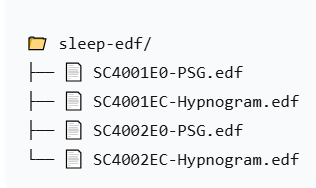 📂 sleep-edf/
├── 📄 SC4001E0-PSG.edf
├── 📄 SC4001EC-Hypnogram.edf
├── 📄 SC4002E0-PSG.edf
└── 📄 SC4002EC-Hypnogram.edf